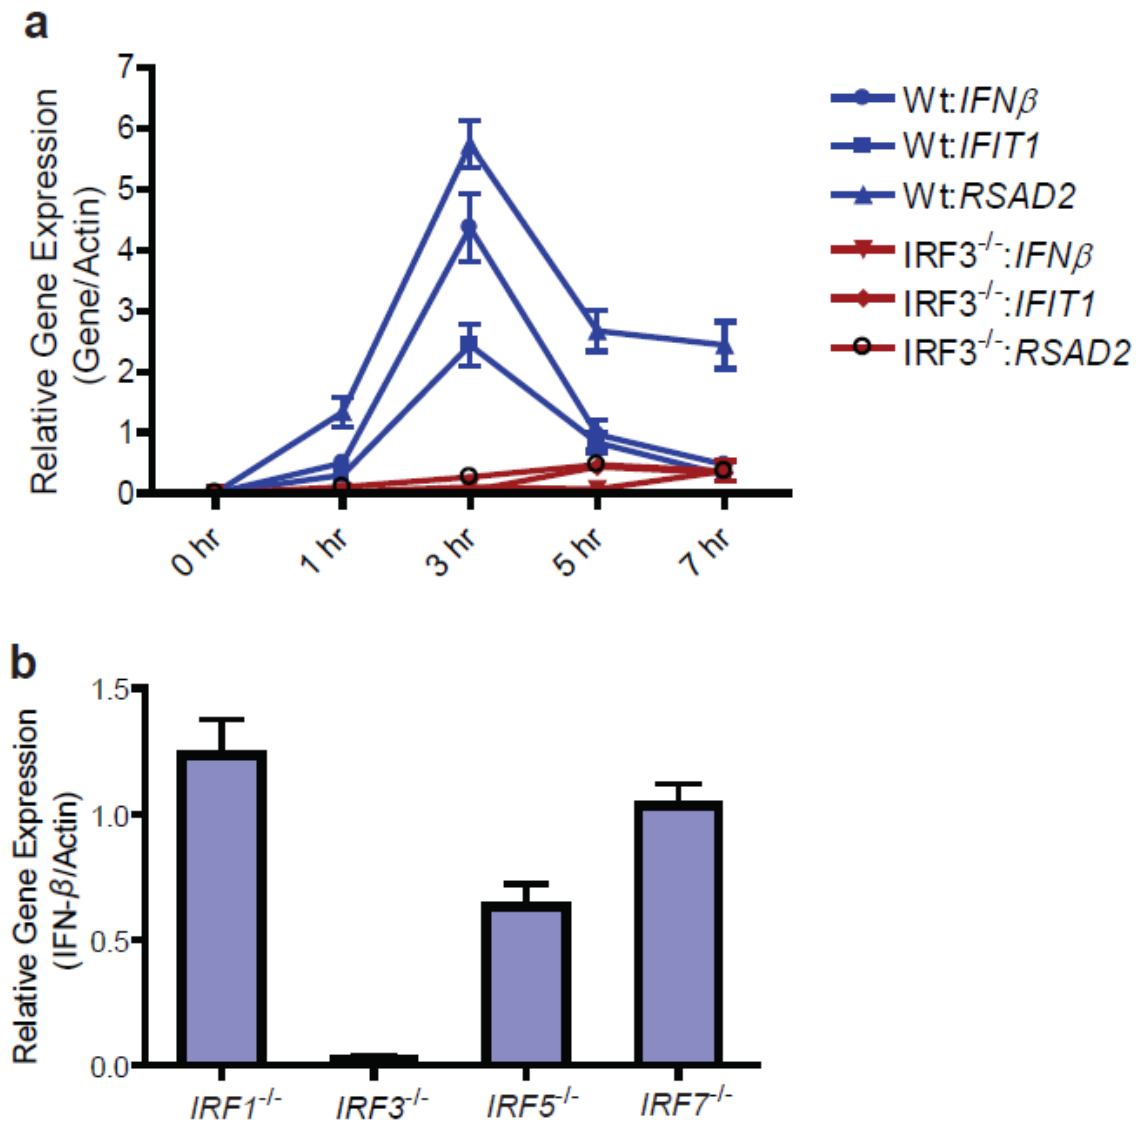 a
Relative Gene Expression
(Gene/Actin)
7
6
5
4
3
2
1
0
0 hr
1 hr
3 hr
5 hr
7 hr
Wt:IFNβ
Wt:IFIT1
Wt:RSAD2
IRF3-/-:IFNβ
IRF3-/-:IFIT1
IRF3-/-:RSAD2
b
Relative Gene Expression
(IFN-β/Actin)
1.5
1.0
0.5
0.0
IRF1-/-
IRF3-/-
IRF5-/-
IRF7-/-